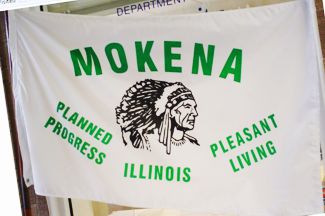 DEPARTMENT
MOKENA
PLANNED
PROGRESS
ILLINOIS
PLEASANT
LIVING